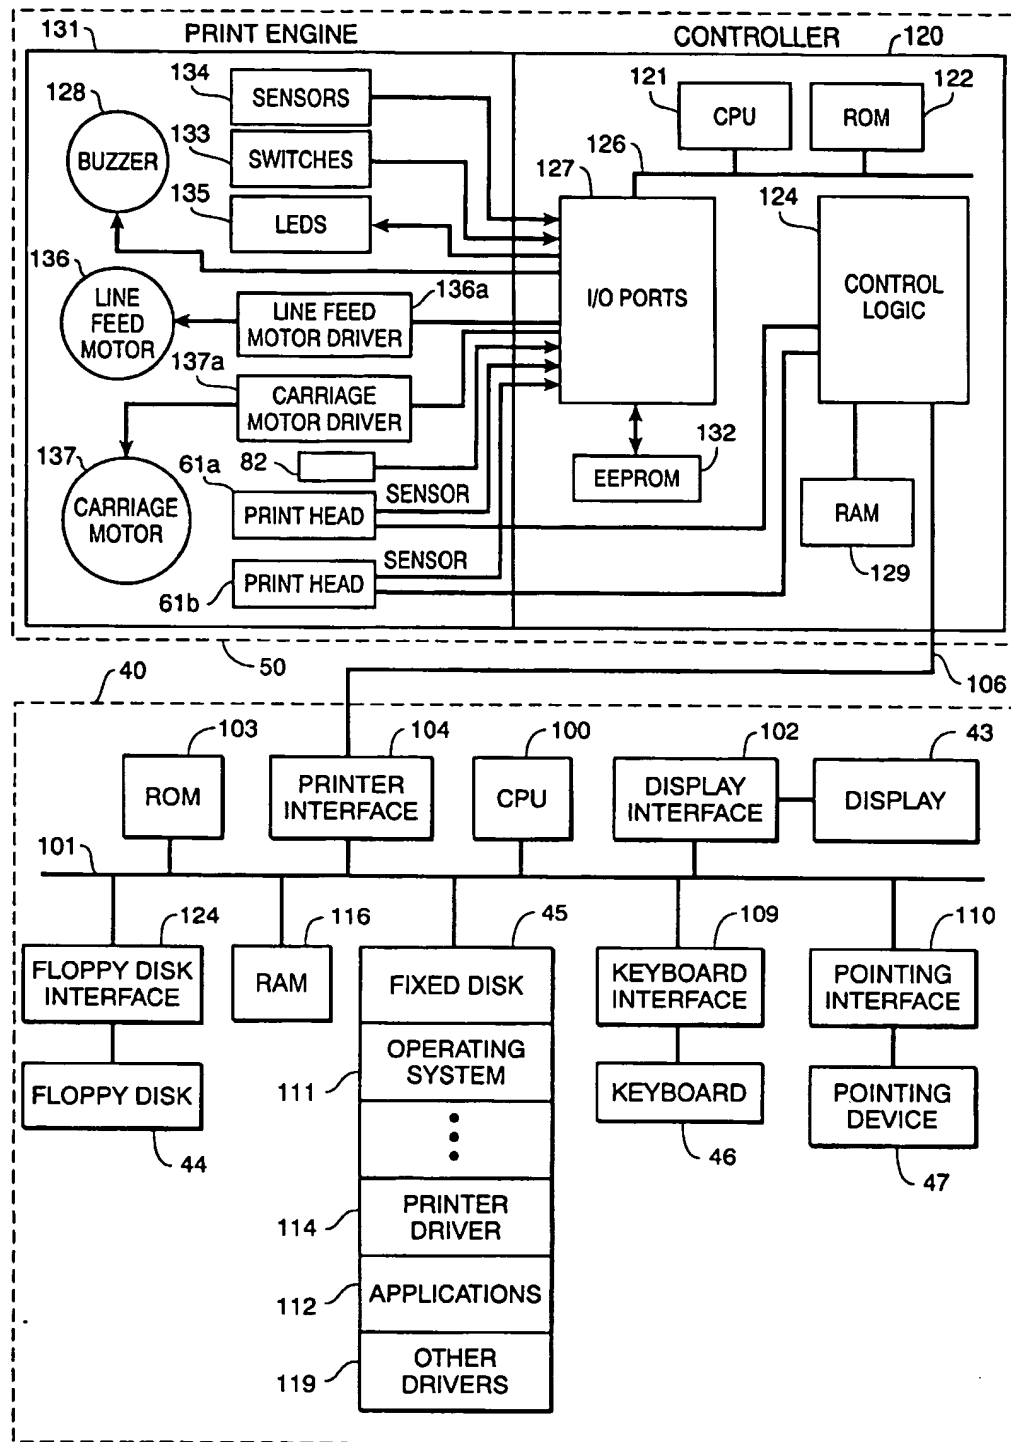 131
PRINT ENGINE
CONTROLLER
120
134
SENSORS
128
BUZZER
133
SWITCHES
135
LEDS
136
LINE
FEED
MOTOR
136a
LINE FEED
MOTOR DRIVER
137a
CARRIAGE
MOTOR DRIVER
137
CARRIAGE
MOTOR
82
61a
PRINT HEAD
SENSOR
61b
PRINT HEAD
SENSOR
121
CPU
122
ROM
126
127
I/O PORTS
124
CONTROL
LOGIC
132
EEPROM
RAM
129
50
106
40
103
ROM
104
PRINTER
INTERFACE
100
CPU
102
DISPLAY
INTERFACE
43
DISPLAY
101
124
FLOPPY DISK
INTERFACE
FLOPPY DISK
44
116
RAM
45
FIXED DISK
OPERATING
SYSTEM
111
PRINTER
DRIVER
114
APPLICATIONS
112
OTHER
DRIVERS
119
109
KEYBOARD
INTERFACE
KEYBOARD
46
110
POINTING
INTERFACE
POINTING
DEVICE
47